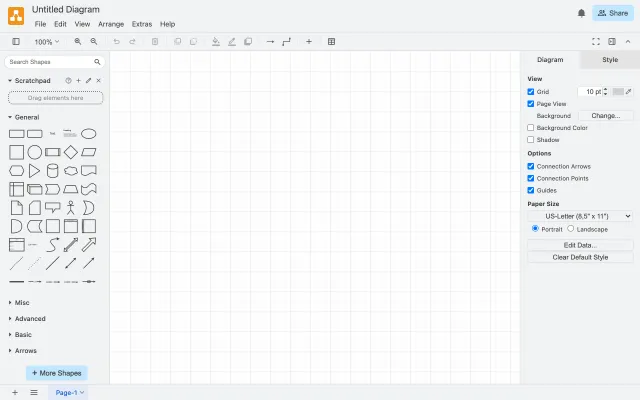 Untitled Diagram
File Edit View Arrange Extras Help
Share
100%
Search Shapes
Scratchpad
Drag elements here
General
Text
Heading
Misc
Advanced
Basic
Arrows
+ More Shapes
Page-1
Diagram Style
View
Grid 10 pt
Page View
Background Change...
Background Color
Shadow
Options
Connection Arrows
Connection Points
Guides
Paper Size
US-Letter (8,5" x 11")
Portrait Landscape
Edit Data...
Clear Default Style